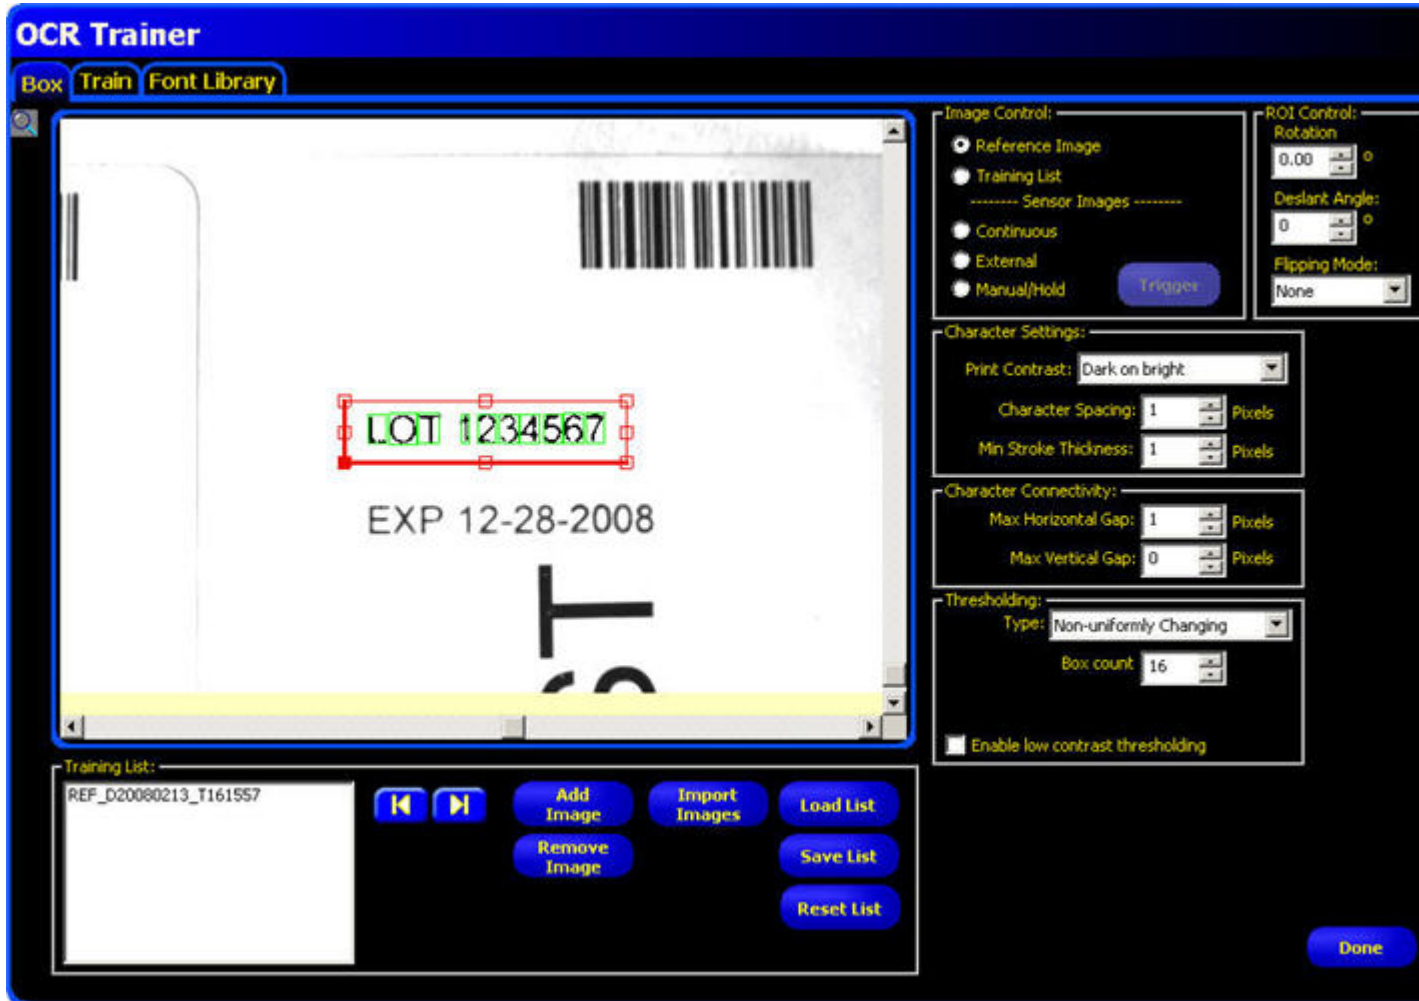 OCR Trainer
Box Train Font Library
Image Control:
Reference Image
Training List
-------- Sensor Images --------
Continuous
External
Manual/Hold
Trigger
ROI Control:
Rotation
0.00 °
Deslant Angle:
0 °
Flipping Mode:
None
LOT 1234567
EXP 12-28-2008
ST
Character Settings:
Print Contrast: Dark on bright
Character Spacing: 1 Pixels
Min Stroke Thickness: 1 Pixels
Character Connectivity:
Max Horizontal Gap: 1 Pixels
Max Vertical Gap: 0 Pixels
Thresholding:
Type: Non-uniformly Changing
Box count 16
Enable low contrast thresholding
Training List:
REF_D20080213_T161557
Add Image
Import Images
Load List
Remove Image
Save List
Reset List
Done